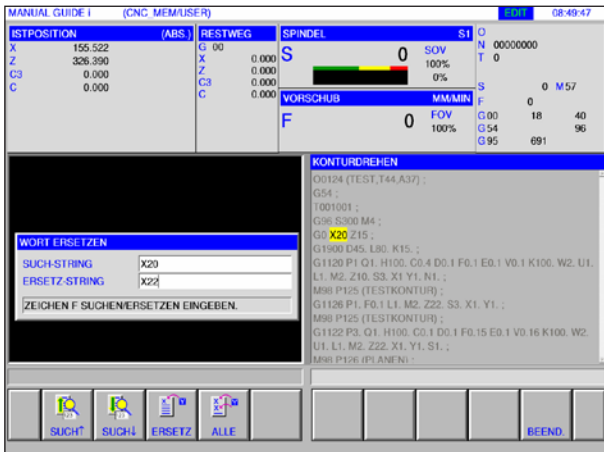 MANUAL GUIDE i (CNC_MEM/USER) EDIT 08:49:47
ISTPOSITION (ABS.)
X 155.522
Z 326.390
C3 0.000
C 0.000
RESTWEG
G 00
X 0.000
Z 0.000
C3 0.000
C 0.000
SPINDEL S1
S 0 SOV
100%
0%
VORSCHUB MM/MIN
F 0 FOV
100%
O
N 00000000
T 0
S 0 M57
F 0
G00 18 40
G54 96
G95 691
WORT ERSETZEN
SUCH-STRING X20
ERSETZ-STRING X22
ZEICHEN F SUCHEN/ERSETZEN EINGEBEN.
KONTURDREHEN
O0124 (TEST,T44,A37) ;
G54 ;
T001001 ;
G96 S300 M4 ;
G0 X20 Z15 ;
G1900 D45. L80. K15. ;
G1120 P1 Q1. H100. C0.4 D0.1 F0.1 E0.1 V0.1 K100. W2. U1.
L1. M2. Z10. S3. X1 Y1. N1. ;
M98 P125 (TESTKONTUR) ;
G1126 P1. F0.1 L1. M2. Z22. S3. X1. Y1. ;
M98 P125 (TESTKONTUR) ;
G1122 P3. Q1. H100. C0.1 D0.1 F0.15 E0.1 V0.16 K100. W2.
U1. L1. M2. Z22. X1. Y1. S1. ;
M98 P126 (PLANEN) ;
SUCH↑ SUCH↓ ERSETZ ALLE BEEND.